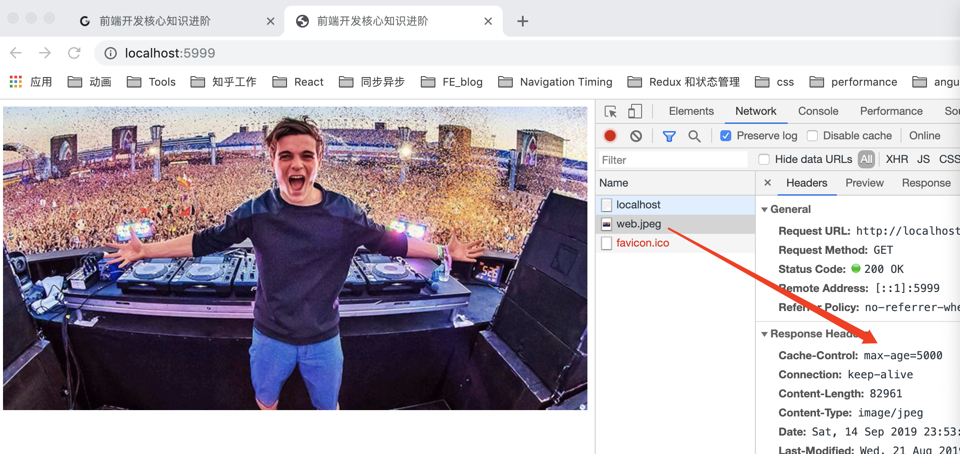 前端开发核心知识进阶
前端开发核心知识进阶
localhost:5999
应用 动画 Tools 知乎工作 React 同步异步 FE_blog Navigation Timing Redux 和状态管理 css performance angu
Elements Network Console Performance Sou
Preserve log Disable cache Online
Filter Hide data URLs All XHR JS CSS
Name Headers Preview Response
localhost General
web.jpeg Request URL: http://localhost
favicon.ico Request Method: GET
Status Code: 200 OK
Remote Address: [::1]:5999
Referrer Policy: no-referrer-whe
Response Heade
Cache-Control: max-age=5000
Connection: keep-alive
Content-Length: 82961
Content-Type: image/jpeg
Date: Sat, 14 Sep 2019 23:53:
Last-Modified: Wed, 21 Aug 2019